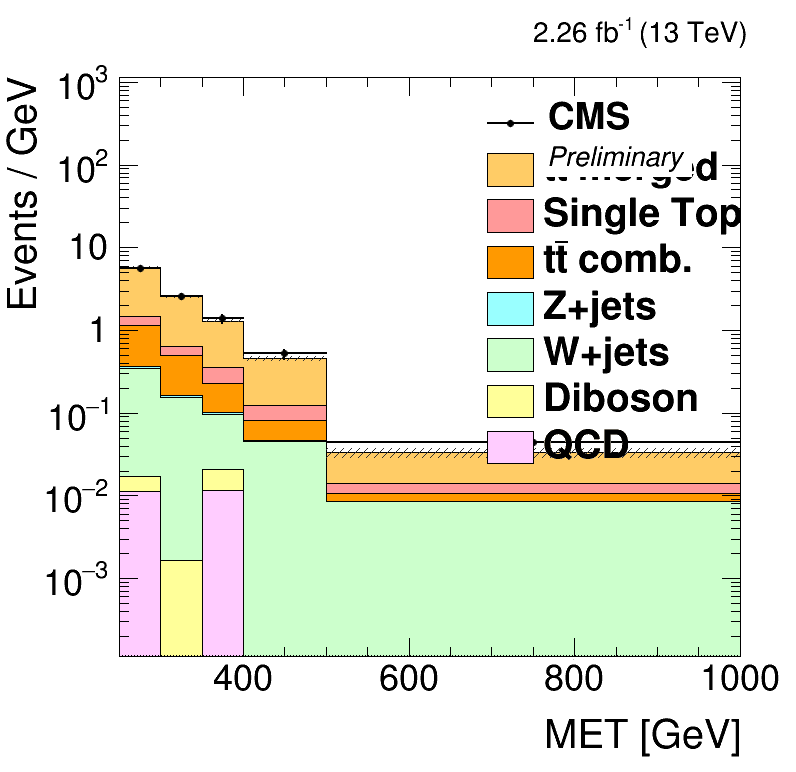 2.26 fb⁻¹ (13 TeV)
Events / GeV
10³
10²
10
1
10⁻¹
10⁻²
10⁻³
CMS
Preliminary
Single Top
tt̄ comb.
Z+jets
W+jets
Diboson
QCD
400 600 800 1000
MET [GeV]